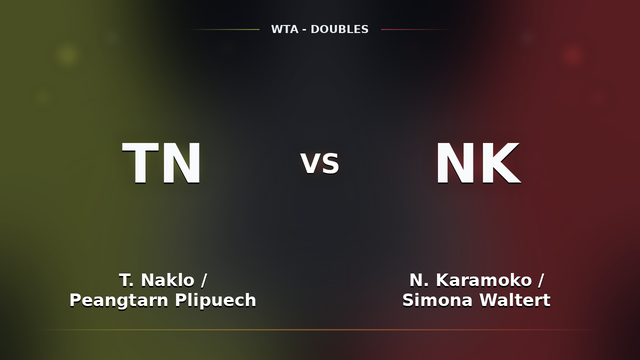 WTA - DOUBLES
TN
VS
NK
T. Naklo /
Peangtarn Plipuech
N. Karamoko /
Simona Waltert